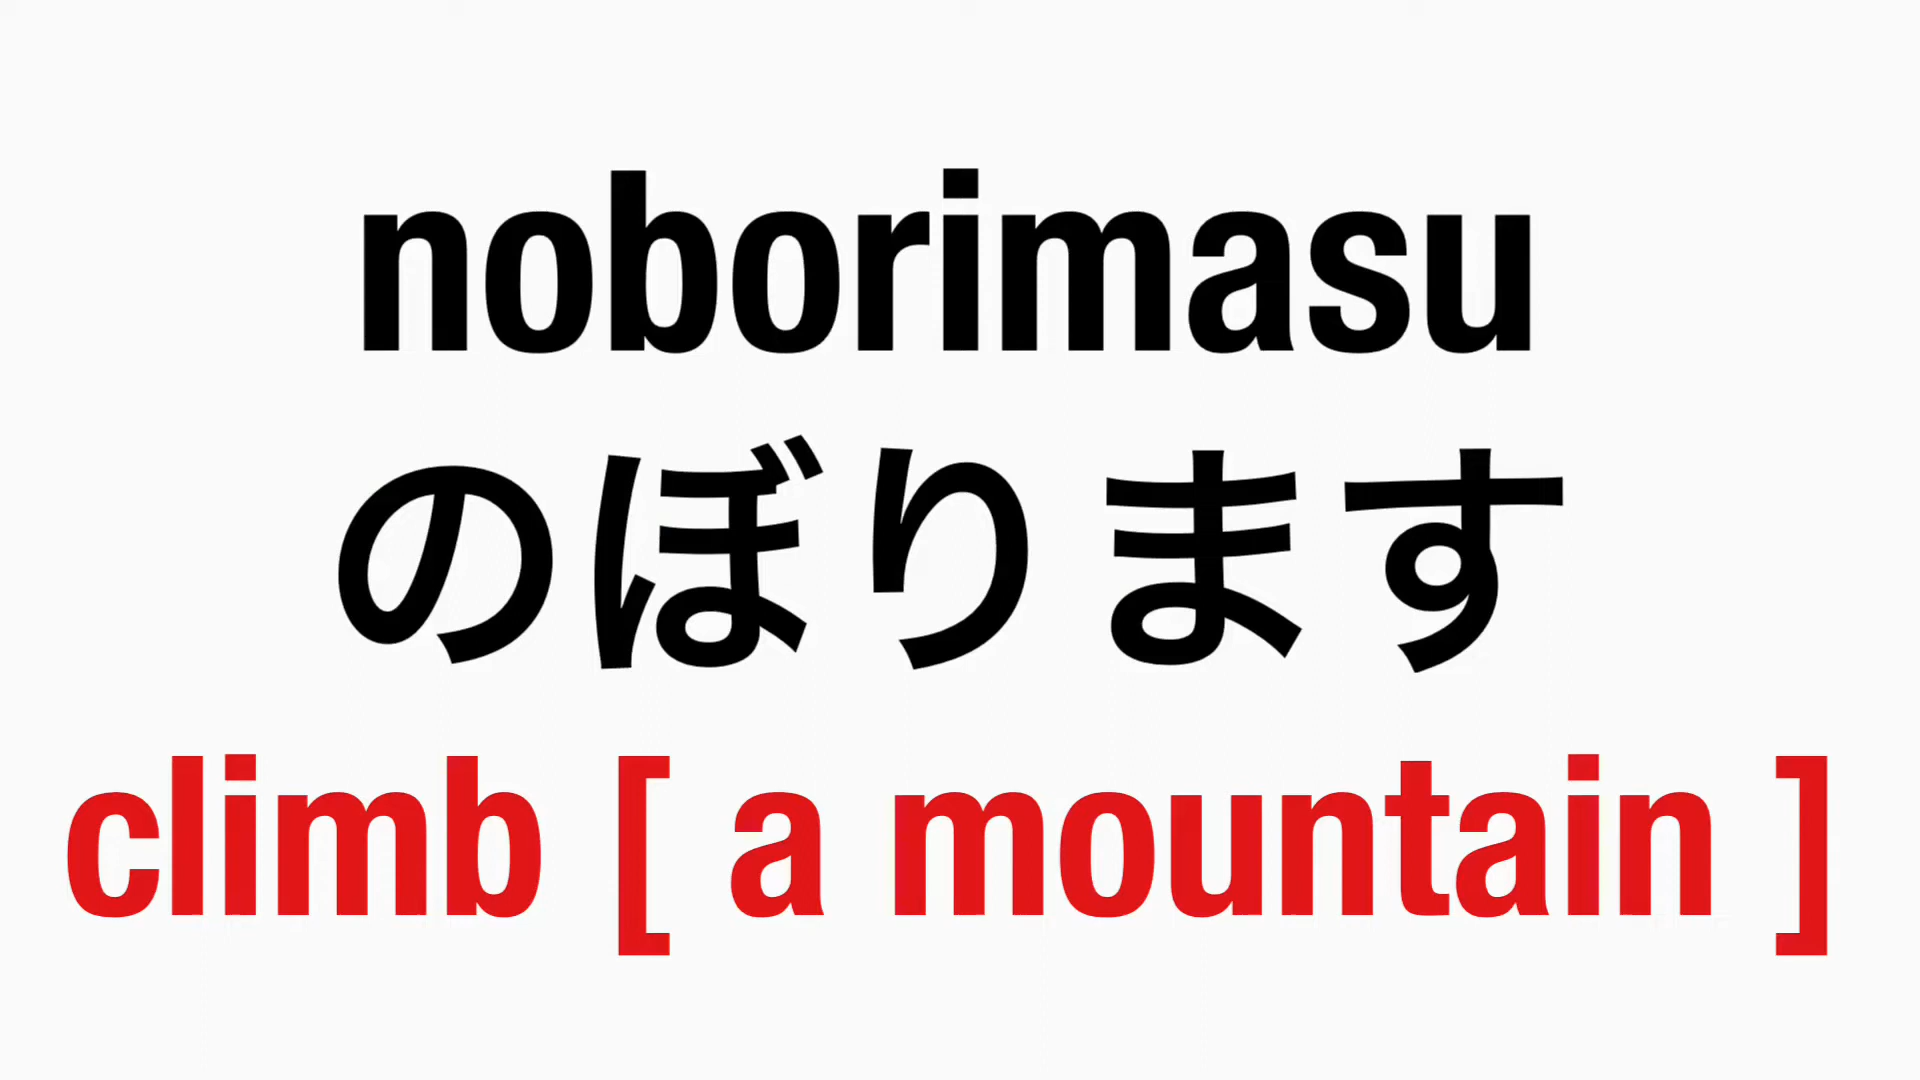 noborimasu
のぼります
climb [ a mountain ]